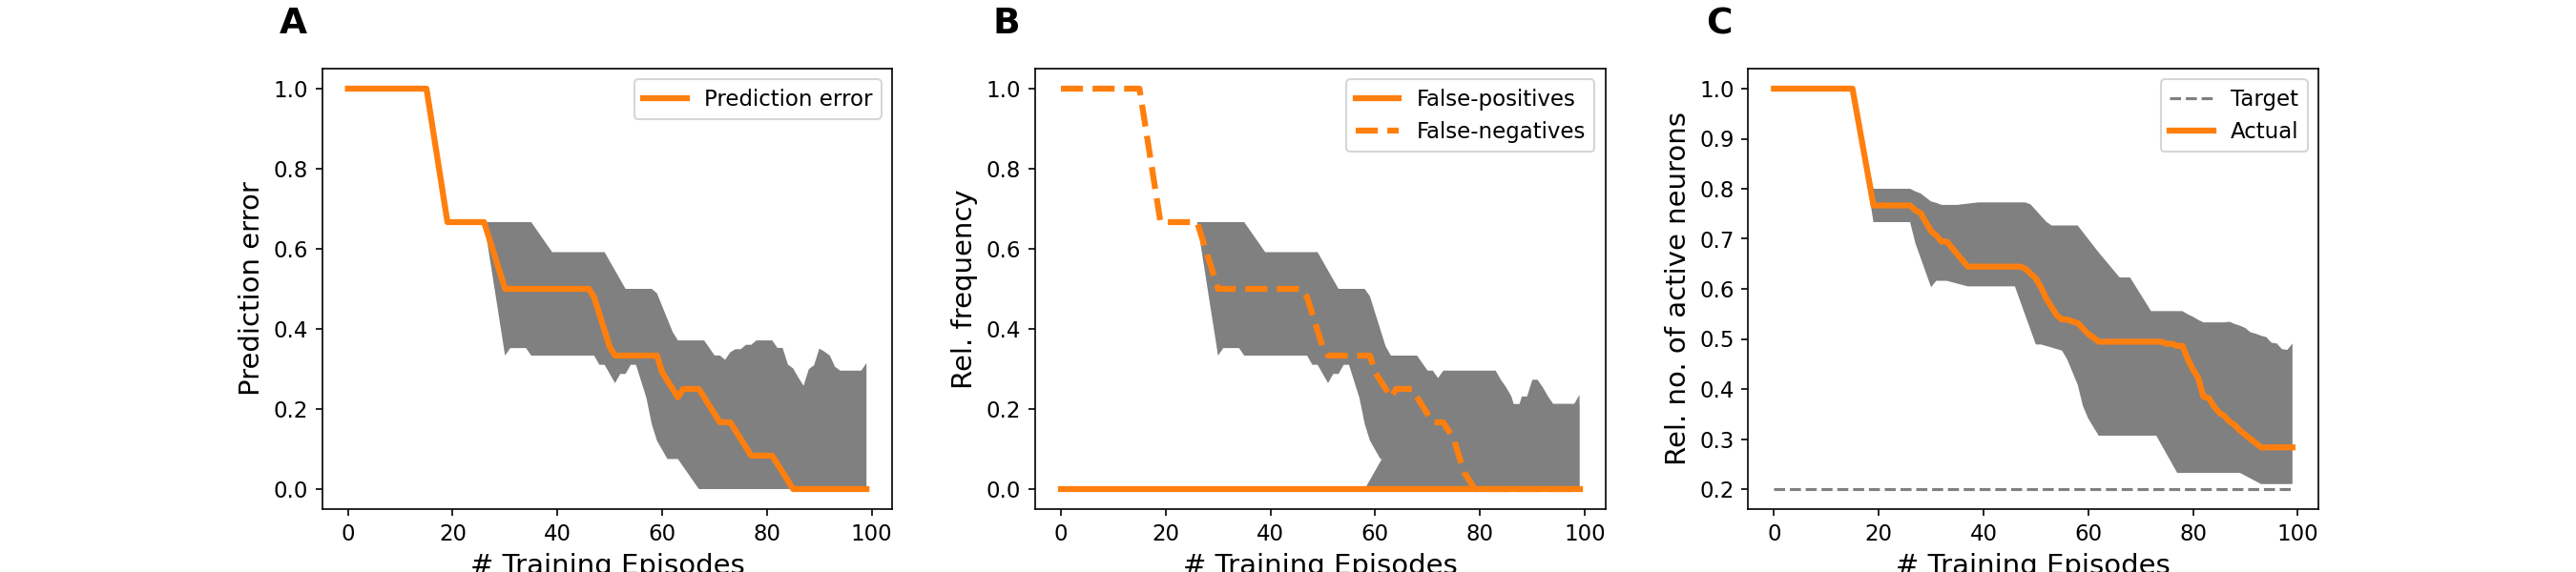 A
Prediction error
1.0
0.8
0.6
0.4
0.2
0.0
Prediction error
0 20 40 60 80 100
# Training Episodes
B
False-positives
False-negatives
1.0
0.8
0.6
0.4
0.2
0.0
Rel. frequency
0 20 40 60 80 100
# Training Episodes
C
Target
Actual
1.0
0.9
0.8
0.7
0.6
0.5
0.4
0.3
0.2
Rel. no. of active neurons
0 20 40 60 80 100
# Training Episodes